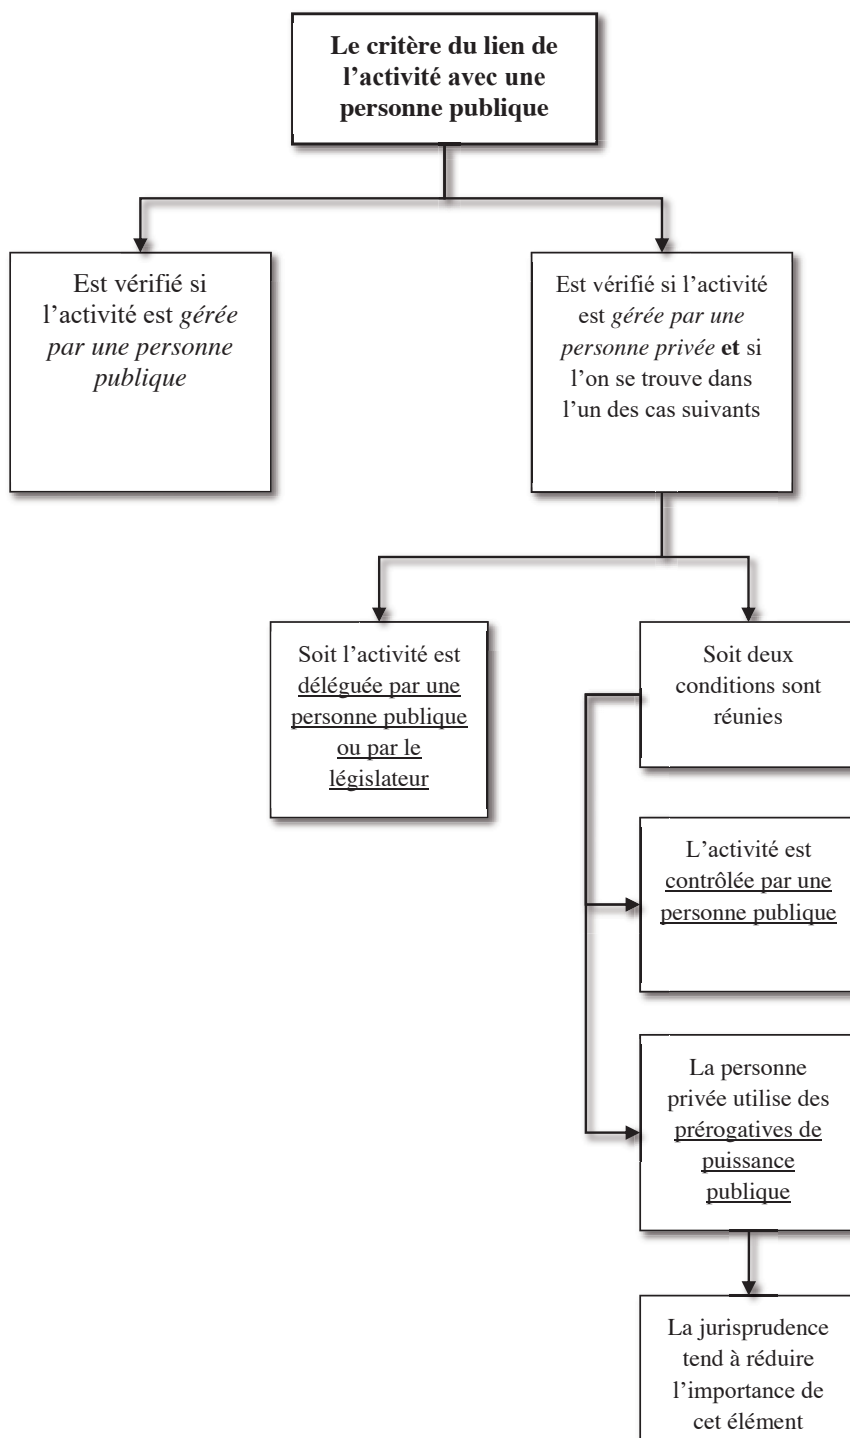 Le critère du lien de
l’activité avec une
personne publique
Est vérifié si
l’activité est gérée
par une personne
publique
Est vérifié si l’activité
est gérée par une
personne privée et si
l’on se trouve dans
l’un des cas suivants
Soit l’activité est
déléguée par une
personne publique
ou par le
législateur
Soit deux
conditions sont
réunies
L’activité est
contrôlée par une
personne publique
La personne
privée utilise des
prérogatives de
puissance
publique
La jurisprudence
tend à réduire
l’importance de
cet élément